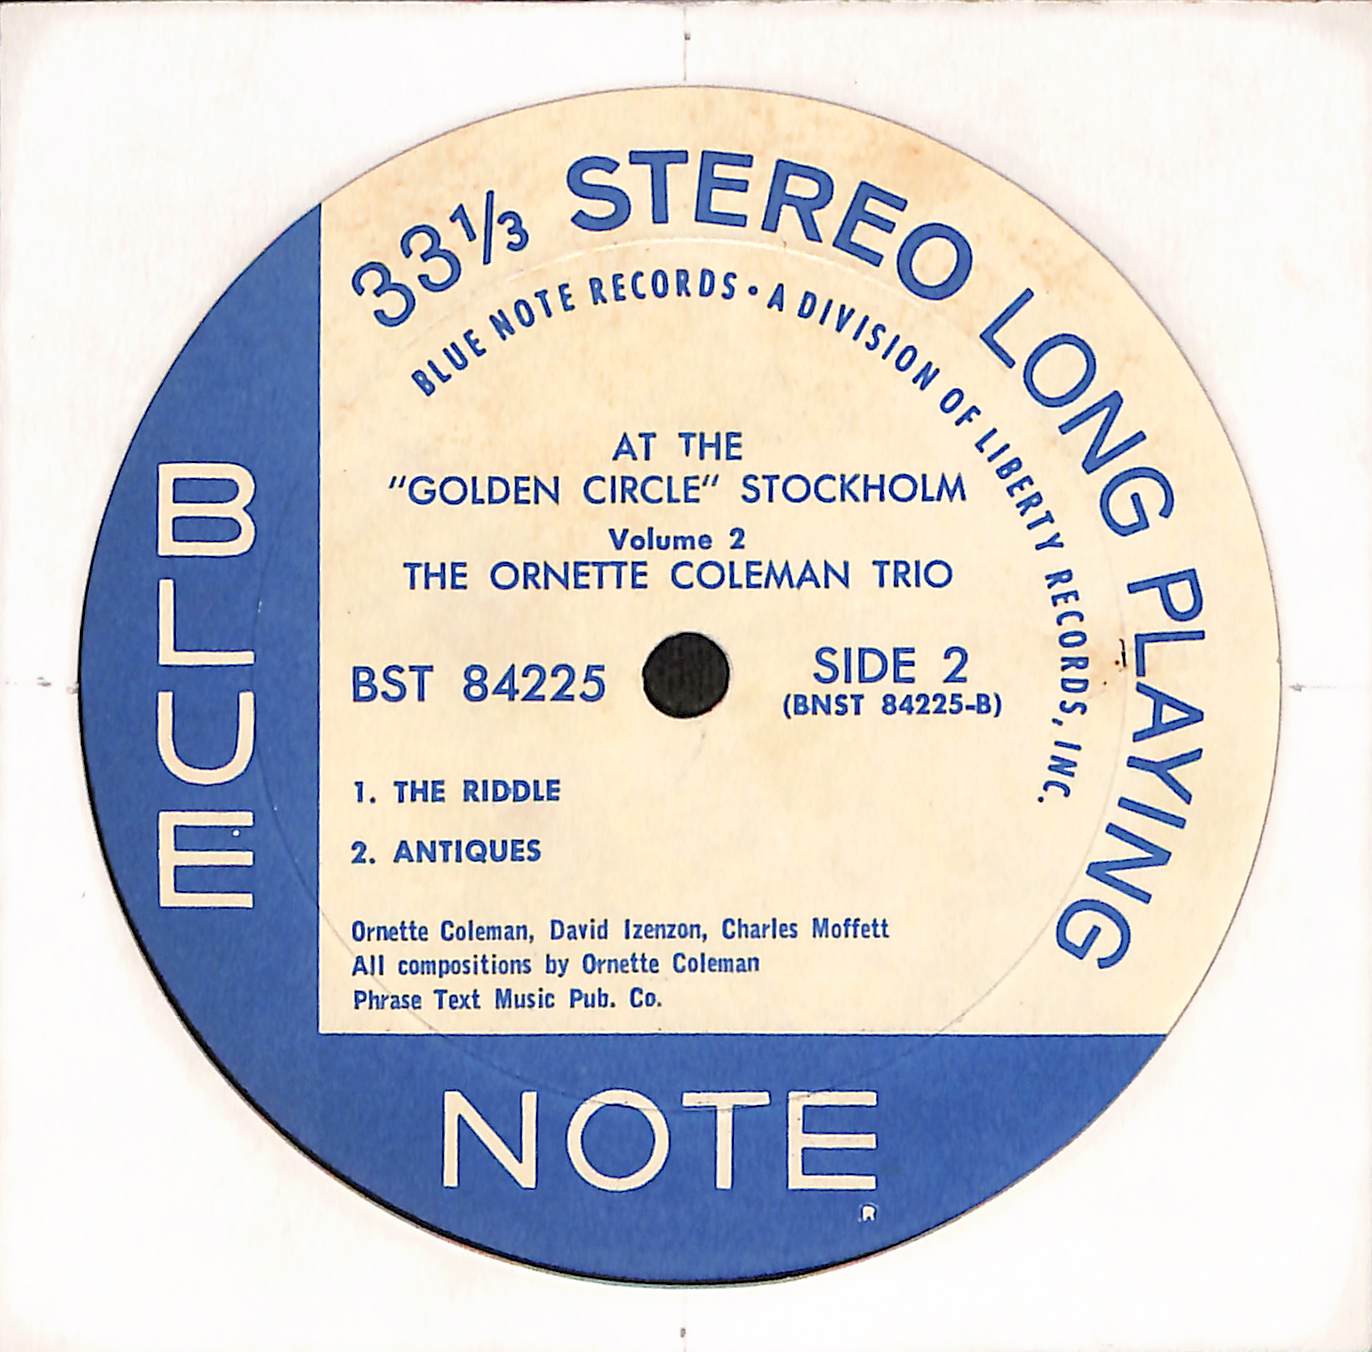 33⅓ STEREO LONG PLAYING
BLUE NOTE RECORDS • A DIVISION OF LIBERTY RECORDS, INC.
AT THE
"GOLDEN CIRCLE" STOCKHOLM
Volume 2
THE ORNETTE COLEMAN TRIO
BST 84225
SIDE 2
(BNST 84225-B)
1. THE RIDDLE
2. ANTIQUES
Ornette Coleman, David Izenzon, Charles Moffett
All compositions by Ornette Coleman
Phrase Text Music Pub. Co.
BLUE
NOTE
®